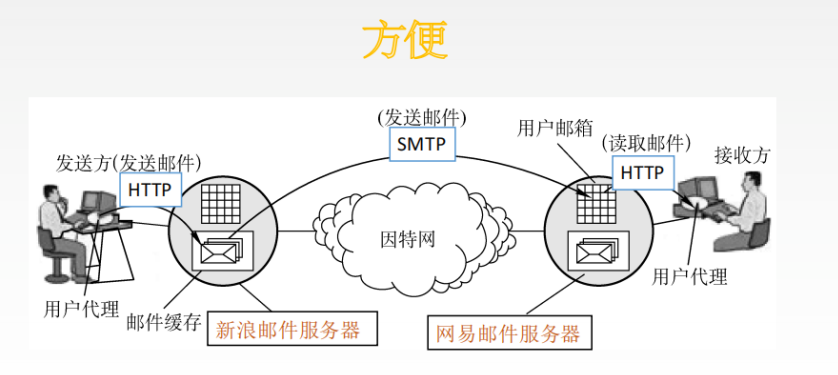 方便
(发送邮件)
SMTP
用户邮箱
(读取邮件)
HTTP
接收方
发送方(发送邮件)
HTTP
因特网
用户代理
用户代理
邮件缓存
新浪邮件服务器
网易邮件服务器